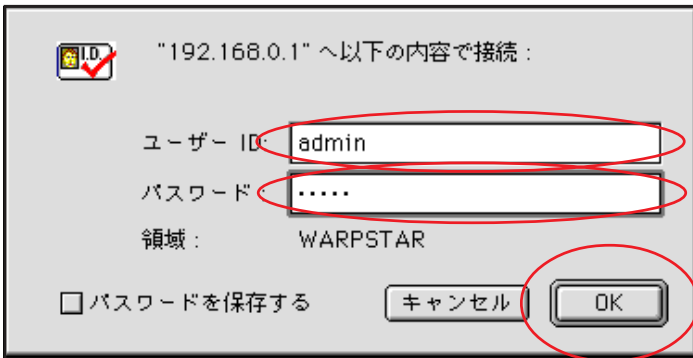 I.D.
"192.168.0.1" へ以下の内容で接続：
ユーザー ID: admin
パスワード： ·····
領域： WARPSTAR
パスワードを保存する キャンセル OK